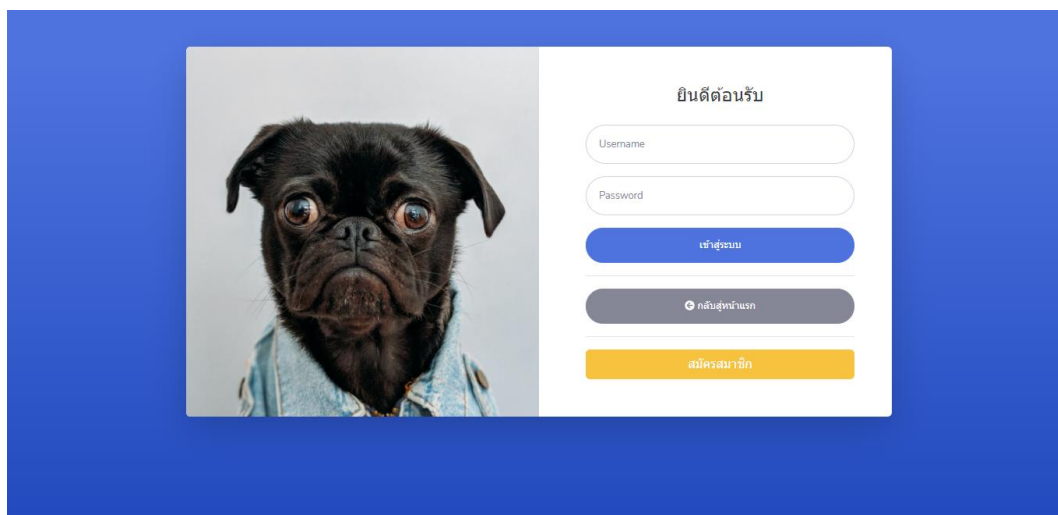 ยินดีต้อนรับ
Username
Password
เข้าสู่ระบบ
กลับสู่หน้าแรก
สมัครสมาชิก